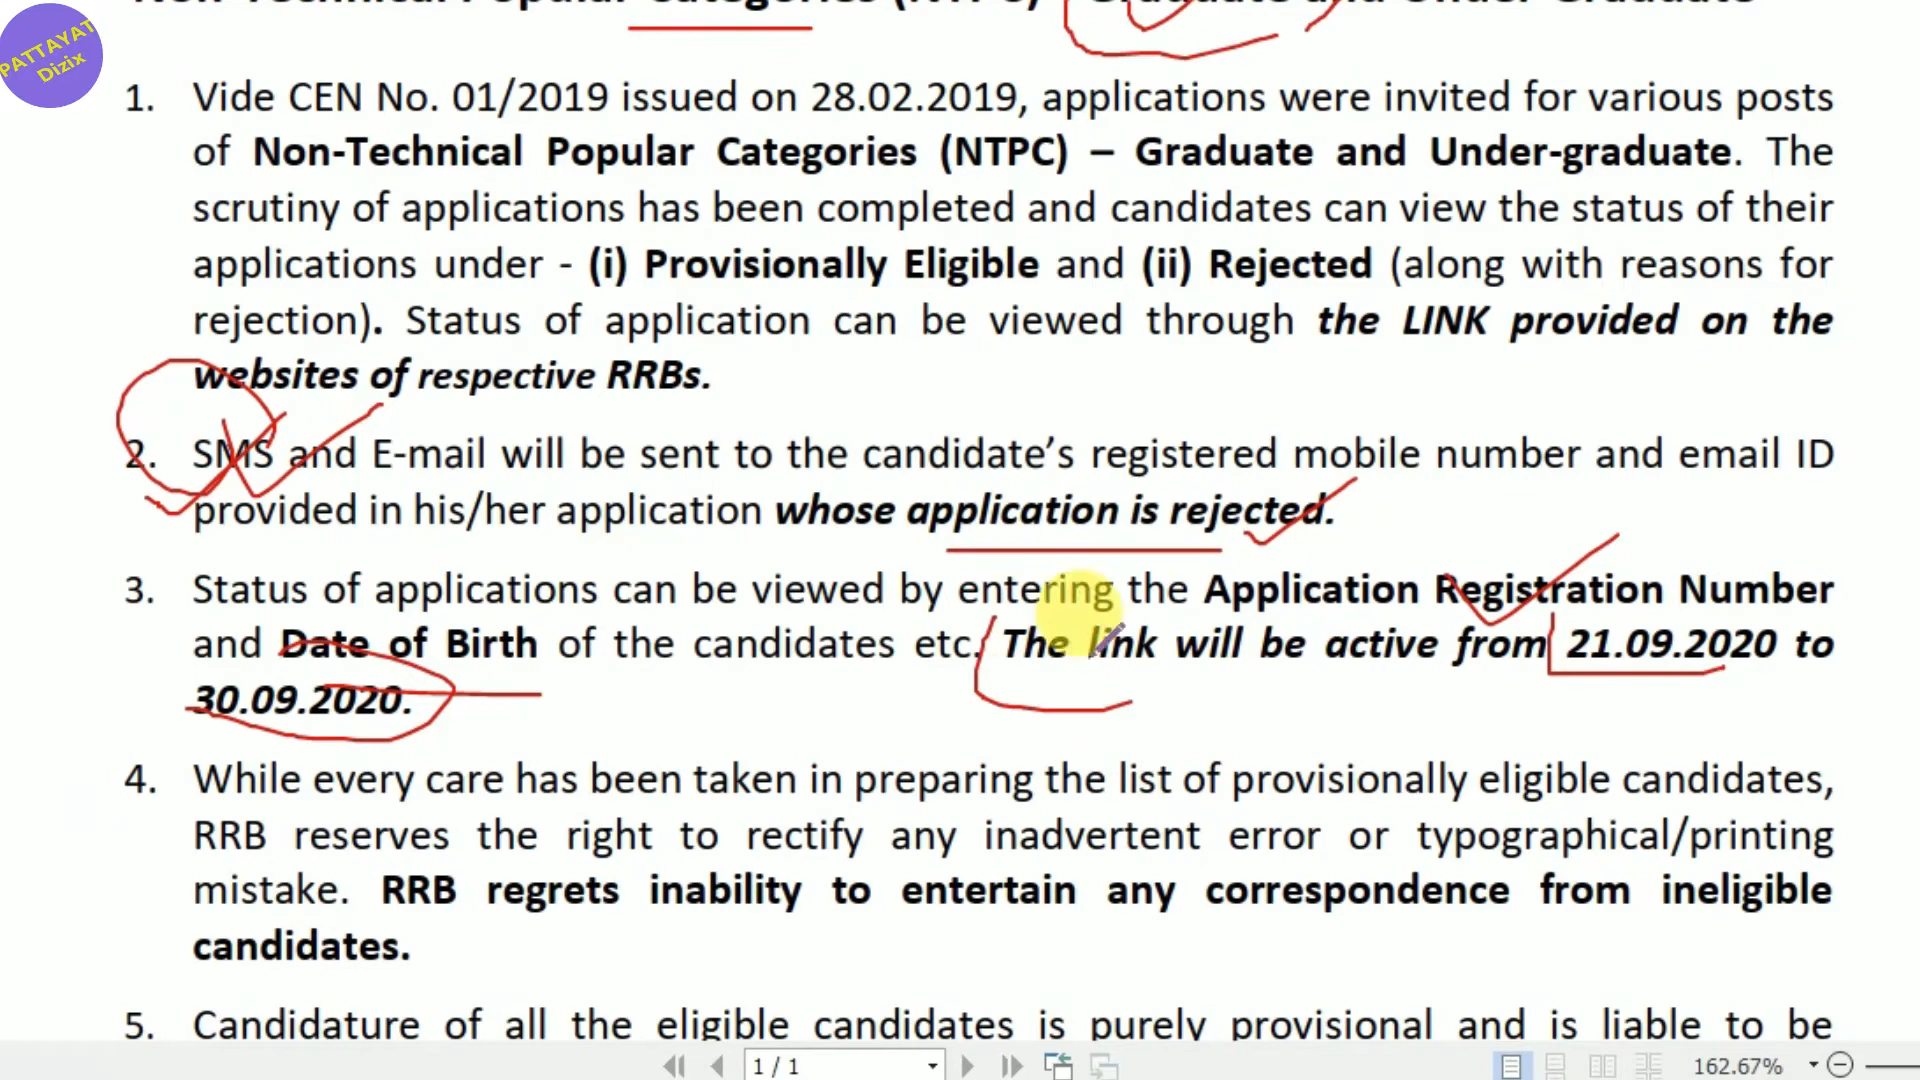 PATTAYAT
Dizix
Non-Technical Popular Categories (NTPC) - Graduate and Under-Graduate
1. Vide CEN No. 01/2019 issued on 28.02.2019, applications were invited for various posts
of Non-Technical Popular Categories (NTPC) – Graduate and Under-graduate. The
scrutiny of applications has been completed and candidates can view the status of their
applications under - (i) Provisionally Eligible and (ii) Rejected (along with reasons for
rejection). Status of application can be viewed through the LINK provided on the
websites of respective RRBs.
2. SMS and E-mail will be sent to the candidate’s registered mobile number and email ID
provided in his/her application whose application is rejected.
3. Status of applications can be viewed by entering the Application Registration Number
and Date of Birth of the candidates etc. The link will be active from 21.09.2020 to
30.09.2020.
4. While every care has been taken in preparing the list of provisionally eligible candidates,
RRB reserves the right to rectify any inadvertent error or typographical/printing
mistake. RRB regrets inability to entertain any correspondence from ineligible
candidates.
5. Candidature of all the eligible candidates is purely provisional and is liable to be
1 / 1
162.67%